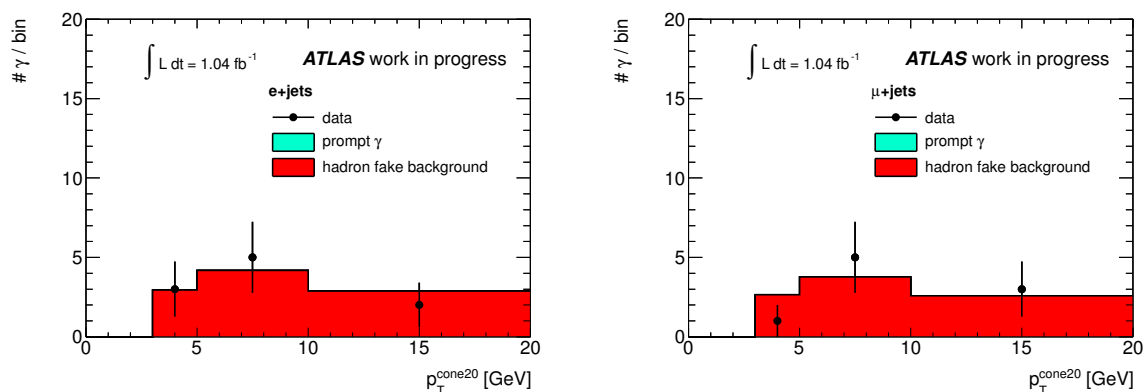 # γ / bin
20
15
10
5
0
∫ L dt = 1.04 fb⁻¹
ATLAS work in progress
e+jets
data
prompt γ
hadron fake background
0 5 10 15 20
p_T^cone20 [GeV]
# γ / bin
20
15
10
5
0
∫ L dt = 1.04 fb⁻¹
ATLAS work in progress
μ+jets
data
prompt γ
hadron fake background
0 5 10 15 20
p_T^cone20 [GeV]